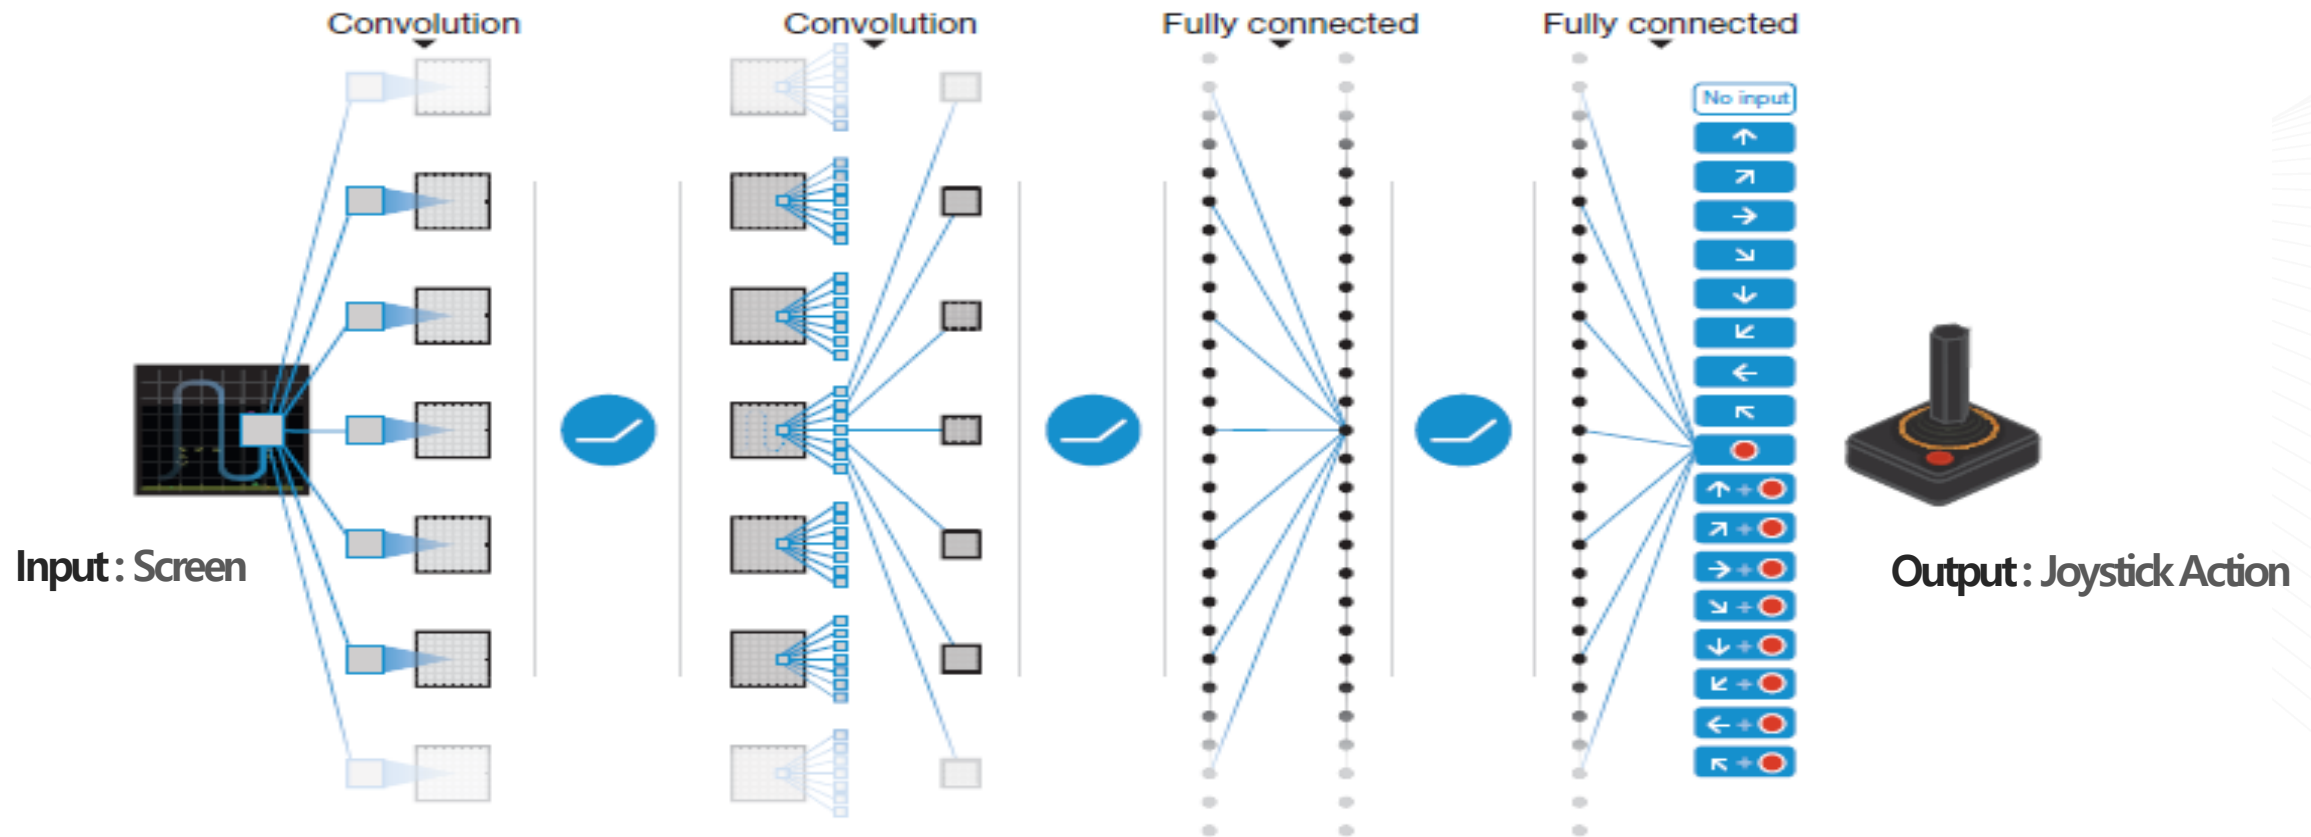 Convolution
Convolution
Fully connected
Fully connected
No input
Input : Screen
Output : Joystick Action